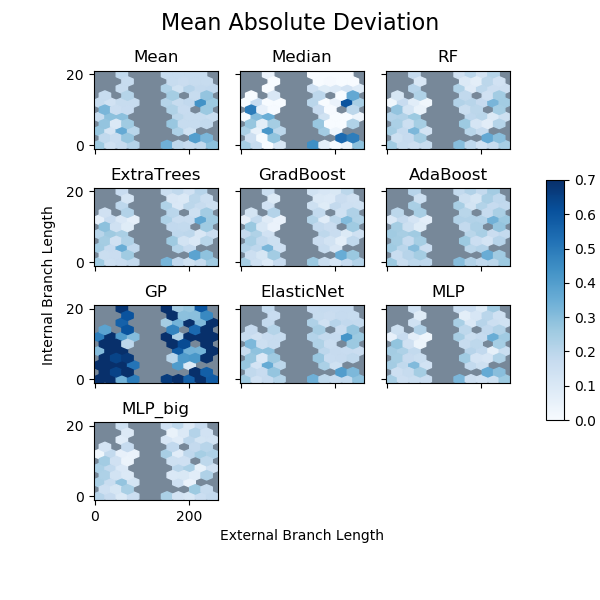 Mean Absolute Deviation
Mean
Median
RF
20
0
ExtraTrees
GradBoost
AdaBoost
20
0
GP
ElasticNet
MLP
20
0
MLP_big
20
0
0
200
Internal Branch Length
External Branch Length
0.7
0.6
0.5
0.4
0.3
0.2
0.1
0.0